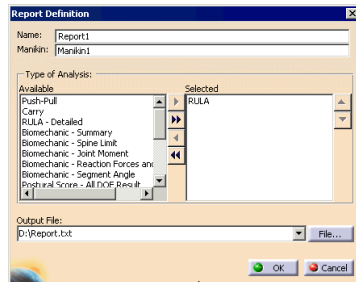 Report Definition
Name: Report1
Manikin: Manikin1
Type of Analysis:
Available Selected
Push-Pull RULA
Carry
RULA - Detailed
Biomechanic - Summary
Biomechanic - Spine Limit
Biomechanic - Joint Moment
Biomechanic - Reaction Forces and
Biomechanic - Segment Angle
Postural Score - All DOF Result
Output File:
D:\Report.txt File...
OK Cancel